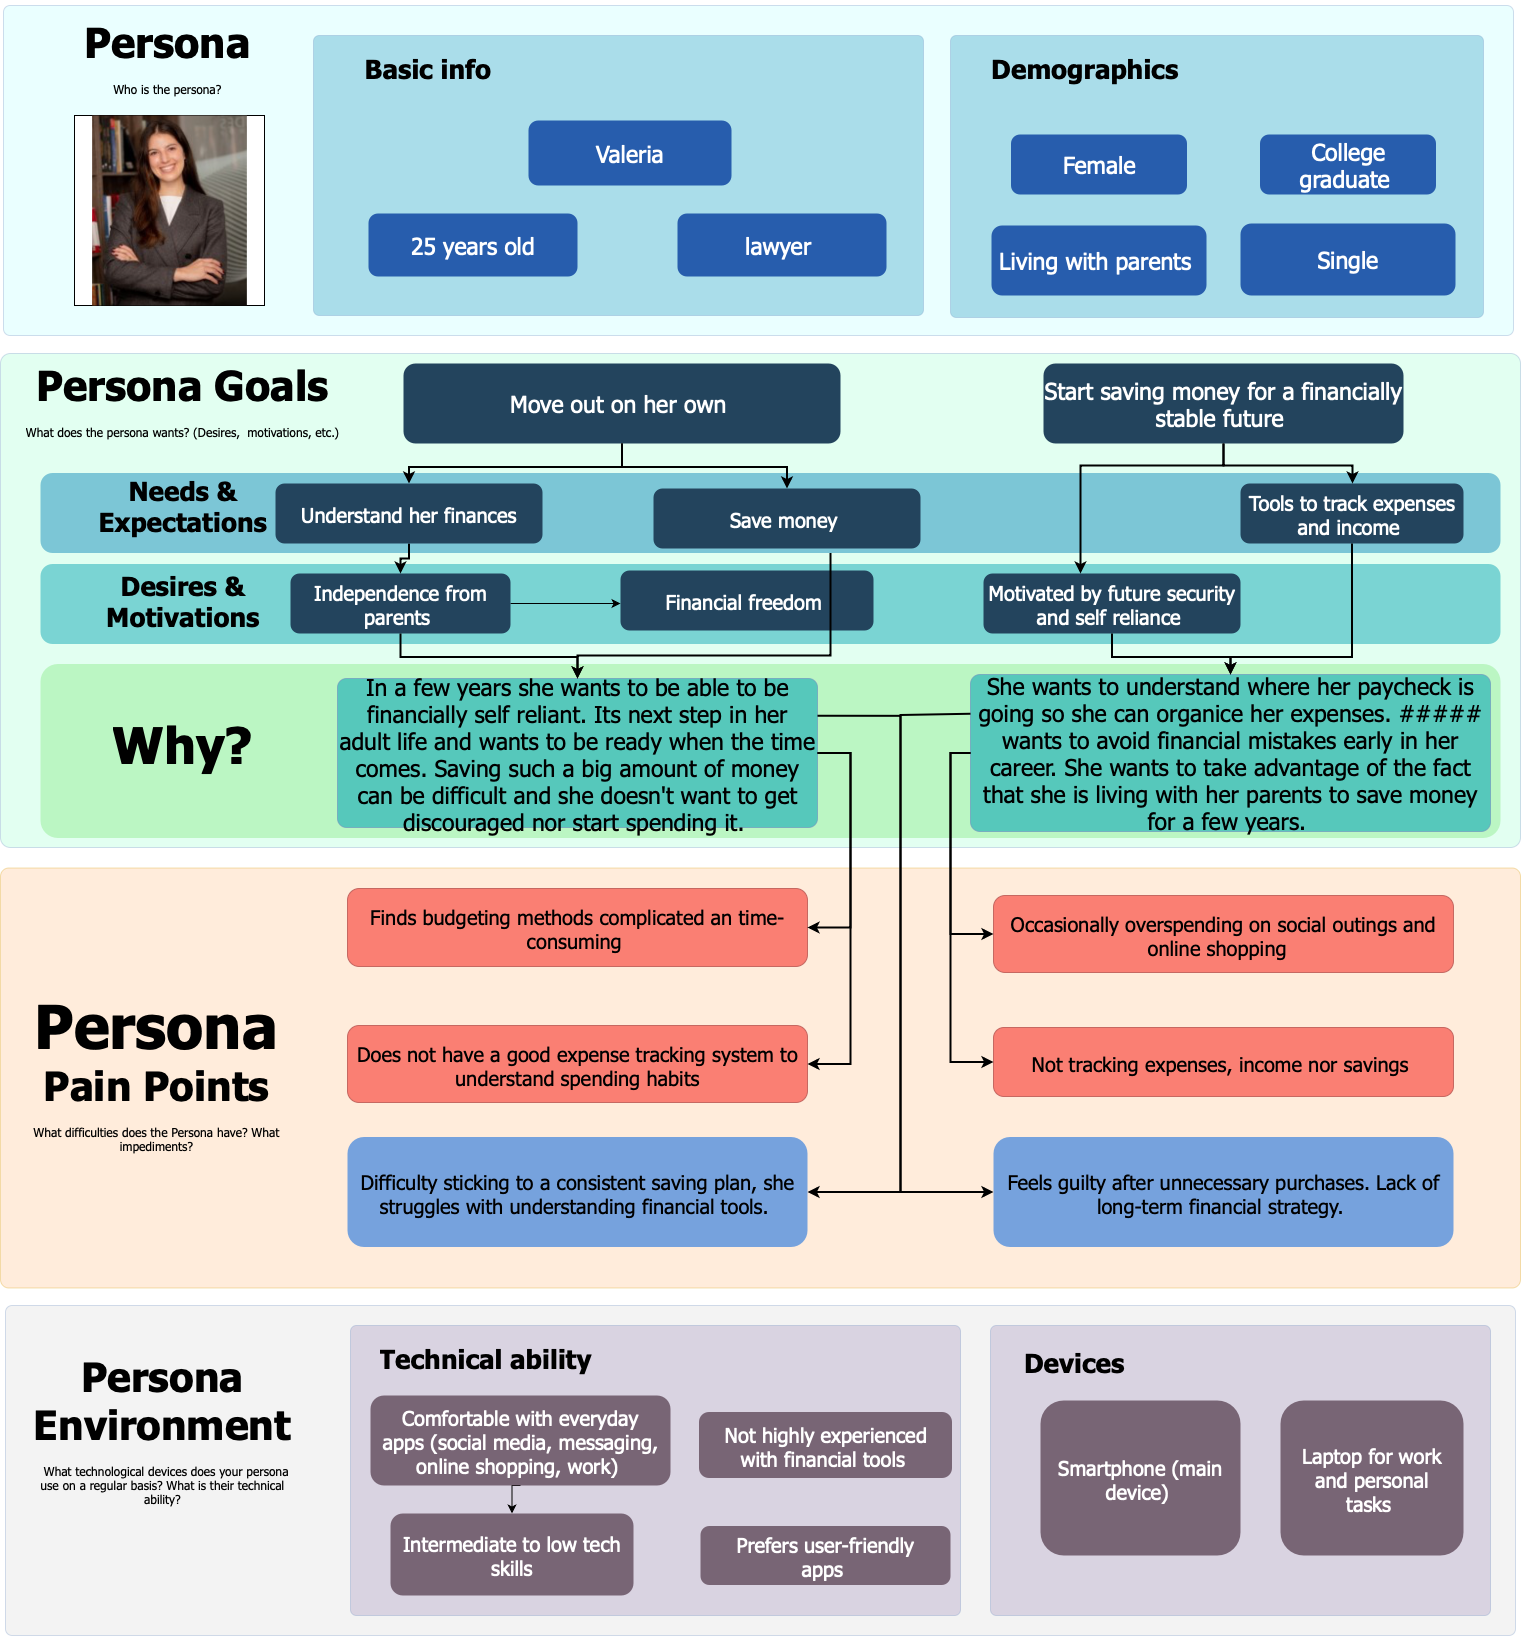 Persona
Who is the persona?
Basic info
Valeria
25 years old
lawyer
Demographics
Female
College
graduate
Living with parents
Single
Persona Goals
What does the persona wants? (Desires, motivations, etc.)
Move out on her own
Start saving money for a financially
stable future
Needs &
Expectations
Understand her finances
Save money
Tools to track expenses
and income
Desires &
Motivations
Independence from
parents
Financial freedom
Motivated by future security
and self reliance
Why?
In a few years she wants to be able to be
financially self reliant. Its next step in her
adult life and wants to be ready when the time
comes. Saving such a big amount of money
can be difficult and she doesn't want to get
discouraged nor start spending it.
She wants to understand where her paycheck is
going so she can organice her expenses. #####
wants to avoid financial mistakes early in her
career. She wants to take advantage of the fact
that she is living with her parents to save money
for a few years.
Persona
Pain Points
What difficulties does the Persona have? What
impediments?
Finds budgeting methods complicated an time-
consuming
Occasionally overspending on social outings and
online shopping
Does not have a good expense tracking system to
understand spending habits
Not tracking expenses, income nor savings
Difficulty sticking to a consistent saving plan, she
struggles with understanding financial tools.
Feels guilty after unnecessary purchases. Lack of
long-term financial strategy.
Persona
Environment
What technological devices does your persona
use on a regular basis? What is their technical
ability?
Technical ability
Comfortable with everyday
apps (social media, messaging,
online shopping, work)
Not highly experienced
with financial tools
Intermediate to low tech
skills
Prefers user-friendly
apps
Devices
Smartphone (main
device)
Laptop for work
and personal
tasks